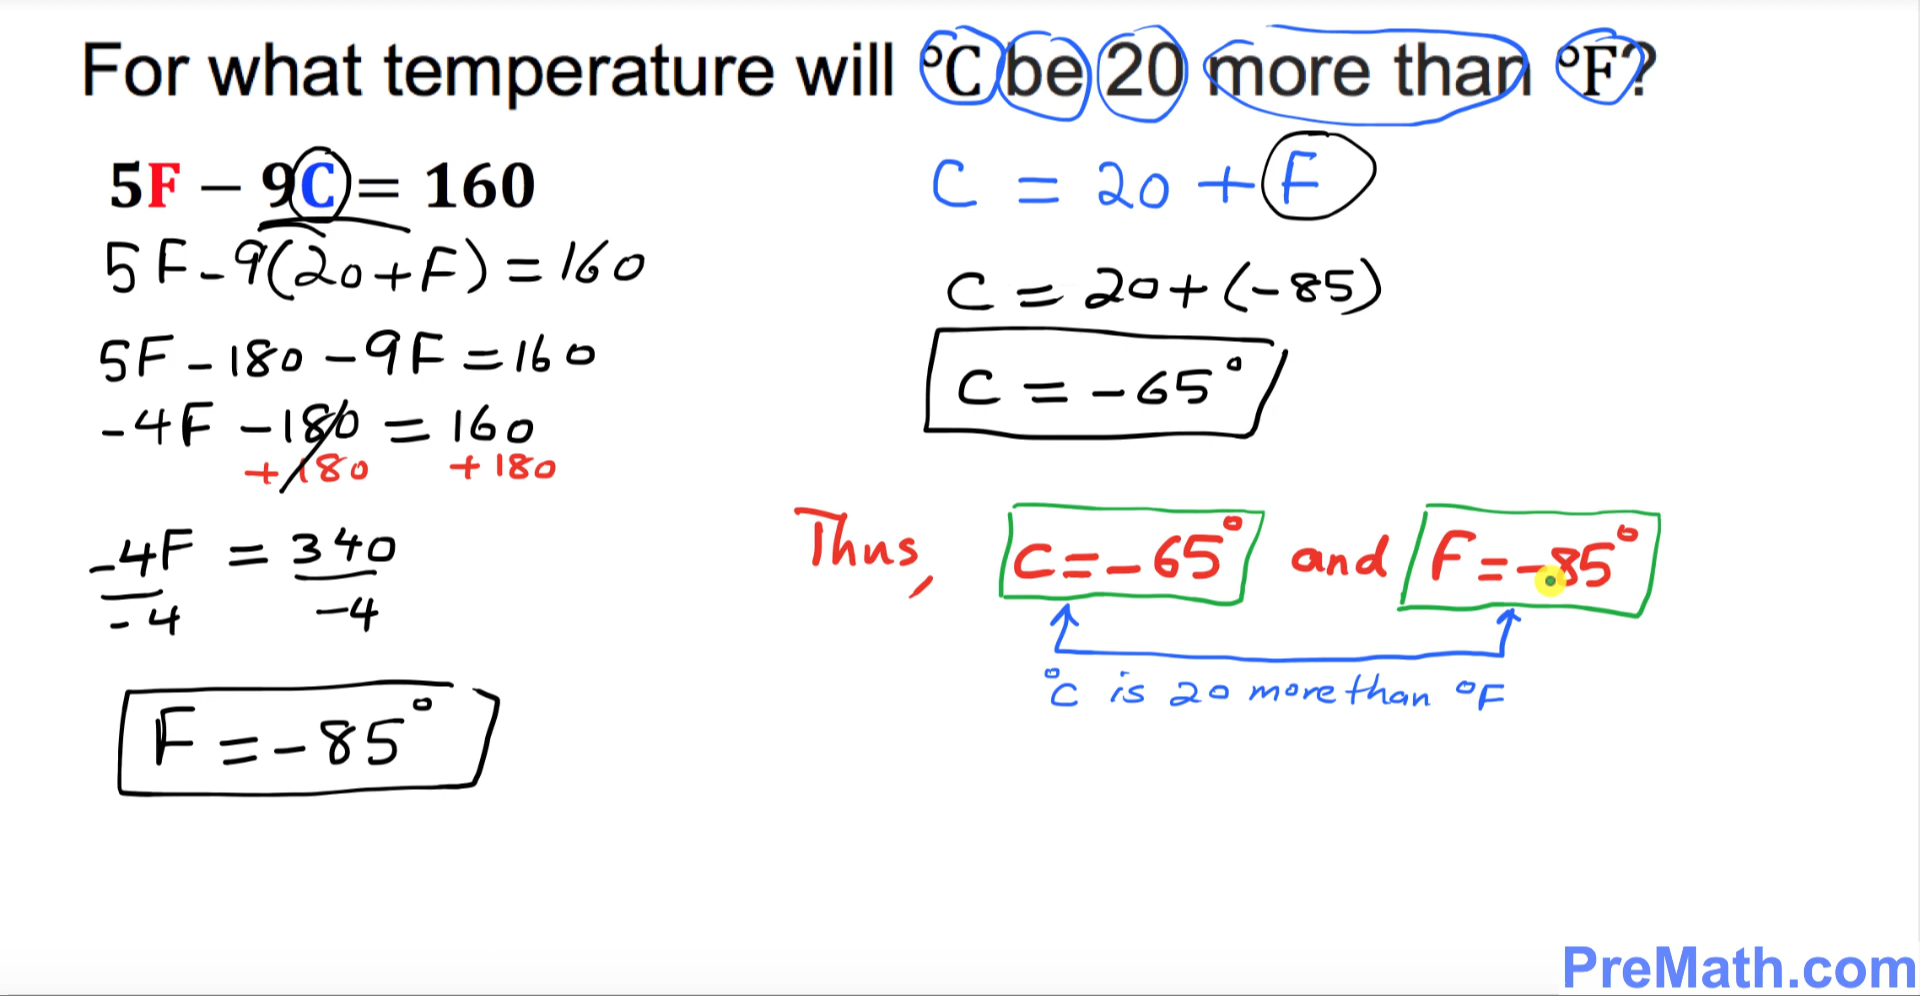 For what temperature will °C be 20 more than °F?
5F − 9C = 160
5F - 9(20+F) = 160
5F - 180 - 9F = 160
-4F - 180 = 160
+180 +180
-4F = 340
-4 -4
F = -85°
C = 20 + F
C = 20 + (-85)
C = -65°
Thus, C = -65° and F = -85°
°C is 20 more than °F
PreMath.com